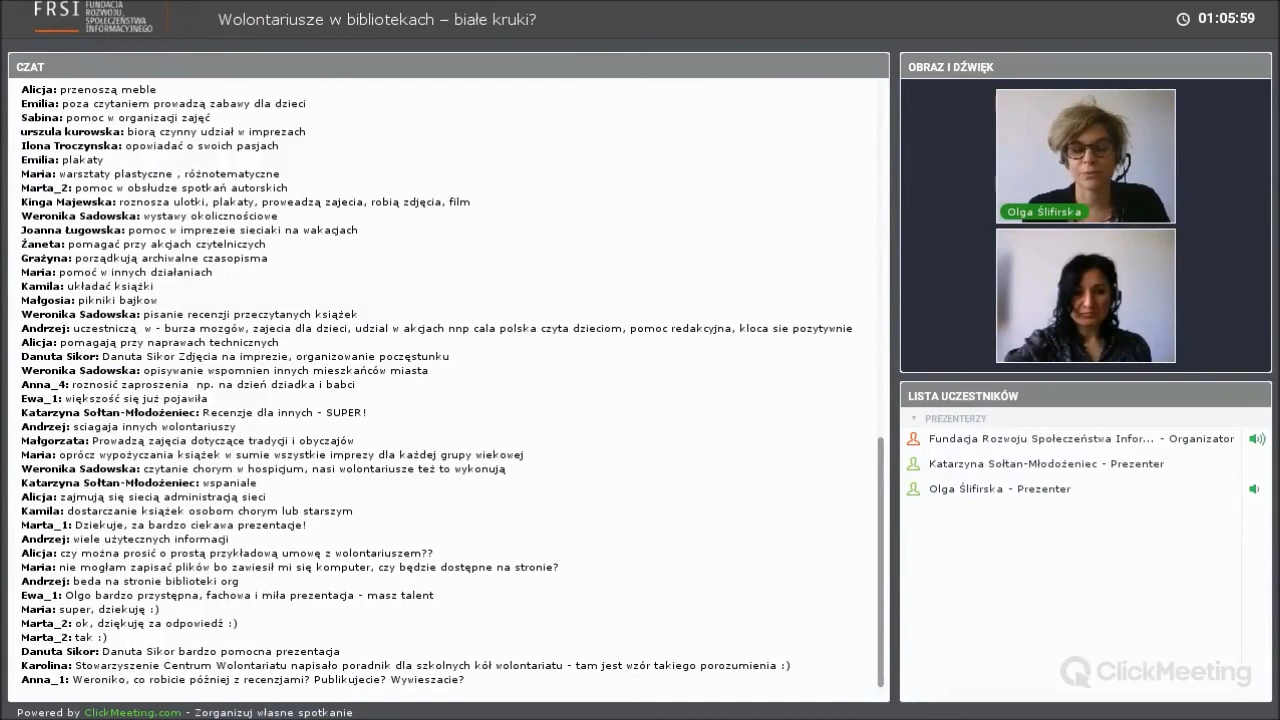 FRSI
FUNDACJA
ROZWOJU
SPOŁECZEŃSTWA
INFORMACYJNEGO
Wolontariusze w bibliotekach – białe kruki?
01:05:59
CZAT
Alicja: przenoszą meble
Emilia: poza czytaniem prowadzą zabawy dla dzieci
Sabina: pomoc w organizacji zajęć
urszula kurowska: biorą czynny udział w imprezach
Ilona Troczynska: opowiadać o swoich pasjach
Emilia: plakaty
Maria: warsztaty plastyczne , różnotematyczne
Marta_2: pomoc w obsłudze spotkań autorskich
Kinga Majewska: roznosza ulotki, plakaty, proweadzą zajecia, robią zdjęcia, film
Weronika Sadowska: wystawy okolicznościowe
Joanna Ługowska: pomoc w imprezeie sieciaki na wakacjach
Żaneta: pomagać przy akcjach czytelniczych
Grażyna: porządkują archiwalne czasopisma
Maria: pomoć w innych działaniach
Kamila: układać książki
Małgosia: pikniki bajkow
Weronika Sadowska: pisanie recenzji przeczytanych książek
Andrzej: uczestniczą  w - burza mozgów, zajecia dla dzieci, udzial w akcjach nnp cala polska czyta dzieciom, pomoc redakcyjna, kloca sie pozytywnie
Alicja: pomagają przy naprawach technicznych
Danuta Sikor: Danuta Sikor Zdjęcia na imprezie, organizowanie poczęstunku
Weronika Sadowska: opisywanie wspomnien innych mieszkańców miasta
Anna_4: roznosić zaproszenia  np. na dzień dziadka i babci
Ewa_1: większość się już pojawiła
Katarzyna Sołtan-Młodożeniec: Recenzje dla innych - SUPER!
Andrzej: sciagaja innych wolontariuszy
Małgorzata: Prowadzą zajęcia dotyczące tradycji i obyczajów
Maria: oprócz wypożyczania książek w sumie wszystkie imprezy dla każdej grupy wiekowej
Weronika Sadowska: czytanie chorym w hospicjum, nasi wolontariusze też to wykonują
Katarzyna Sołtan-Młodożeniec: wspaniale
Alicja: zajmują się siecią administracją sieci
Kamila: dostarczanie książek osobom chorym lub starszym
Marta_1: Dziekuje, za bardzo ciekawa prezentacje!
Andrzej: wiele użytecznych informacji
Alicja: czy można prosić o prostą przykładową umowę z wolontariuszem??
Maria: nie mogłam zapisać plików bo zawiesił mi się komputer, czy będzie dostępne na stronie?
Andrzej: beda na stronie biblioteki org
Ewa_1: Olgo bardzo przystępna, fachowa i miła prezentacja - masz talent
Maria: super, dziekuję :)
Marta_2: ok, dziękuję za odpowiedź :)
Marta_2: tak :)
Danuta Sikor: Danuta Sikor bardzo pomocna prezentacja
Karolina: Stowarzyszenie Centrum Wolontariatu napisało poradnik dla szkolnych kół wolontariatu - tam jest wzór takiego porozumienia :)
Anna_1: Weroniko, co robicie później z recenzjami? Publikujecie? Wywieszacie?
OBRAZ I DŹWIĘK
Olga Ślifirska
LISTA UCZESTNIKÓW
PREZENTERZY
Fundacja Rozwoju Społeczeństwa Infor... - Organizator
Katarzyna Sołtan-Młodożeniec - Prezenter
Olga Ślifirska - Prezenter
ClickMeeting
Powered by ClickMeeting.com - Zorganizuj własne spotkanie